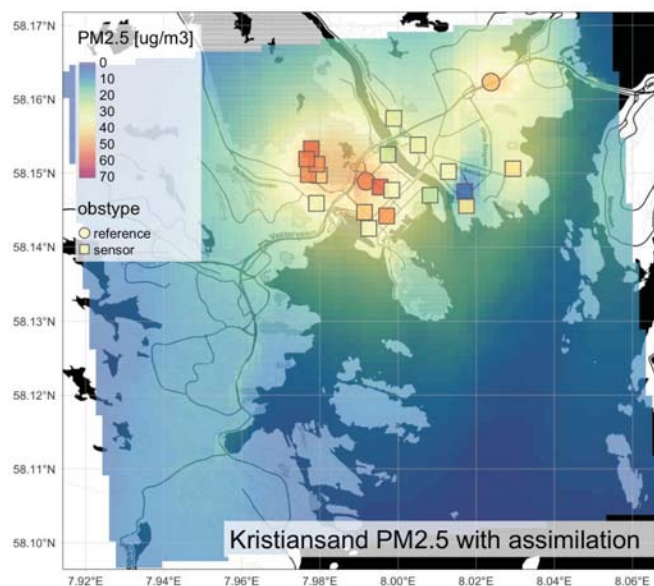 58.17°N
58.16°N
58.15°N
58.14°N
58.13°N
58.12°N
58.11°N
58.10°N
PM2.5 [ug/m3]
0
10
20
30
40
50
60
70
obstype
reference
sensor
Kristiansand PM2.5 with assimilation
7.92°E 7.94°E 7.96°E 7.98°E 8.00°E 8.02°E 8.04°E 8.06°E